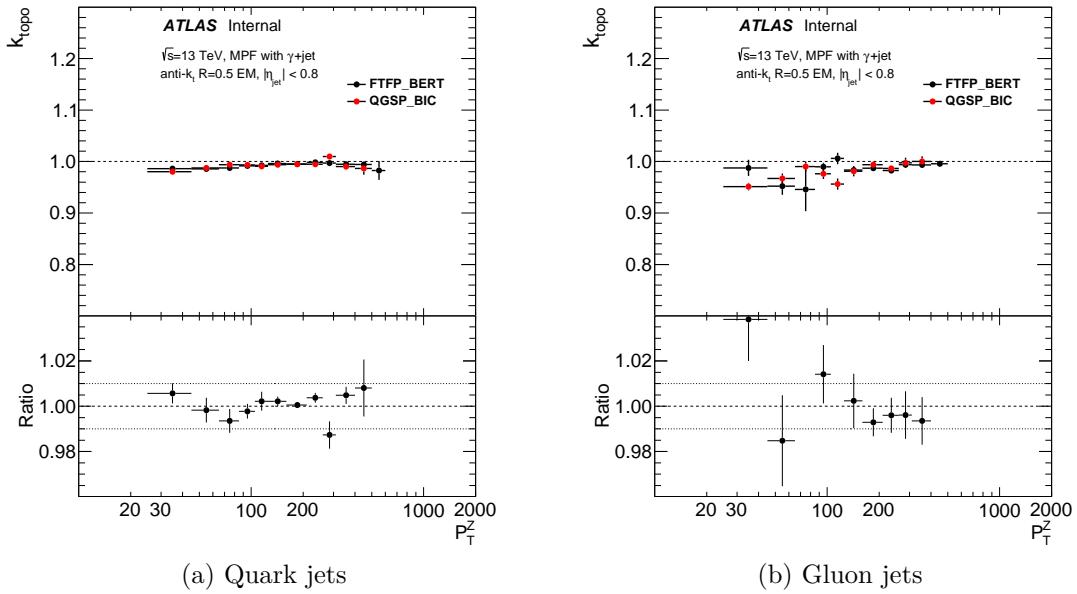 k_topo
ATLAS Internal
√s=13 TeV, MPF with γ+jet
anti-k_t R=0.5 EM, |η_jet| < 0.8
FTFP_BERT
QGSP_BIC
1.3
1.2
1.1
1.0
0.9
0.8
Ratio
1.02
1.00
0.98
20 30 100 200 1000 2000
P_T^Z
(a) Quark jets
k_topo
ATLAS Internal
√s=13 TeV, MPF with γ+jet
anti-k_t R=0.5 EM, |η_jet| < 0.8
FTFP_BERT
QGSP_BIC
1.3
1.2
1.1
1.0
0.9
0.8
Ratio
1.02
1.00
0.98
20 30 100 200 1000 2000
P_T^Z
(b) Gluon jets